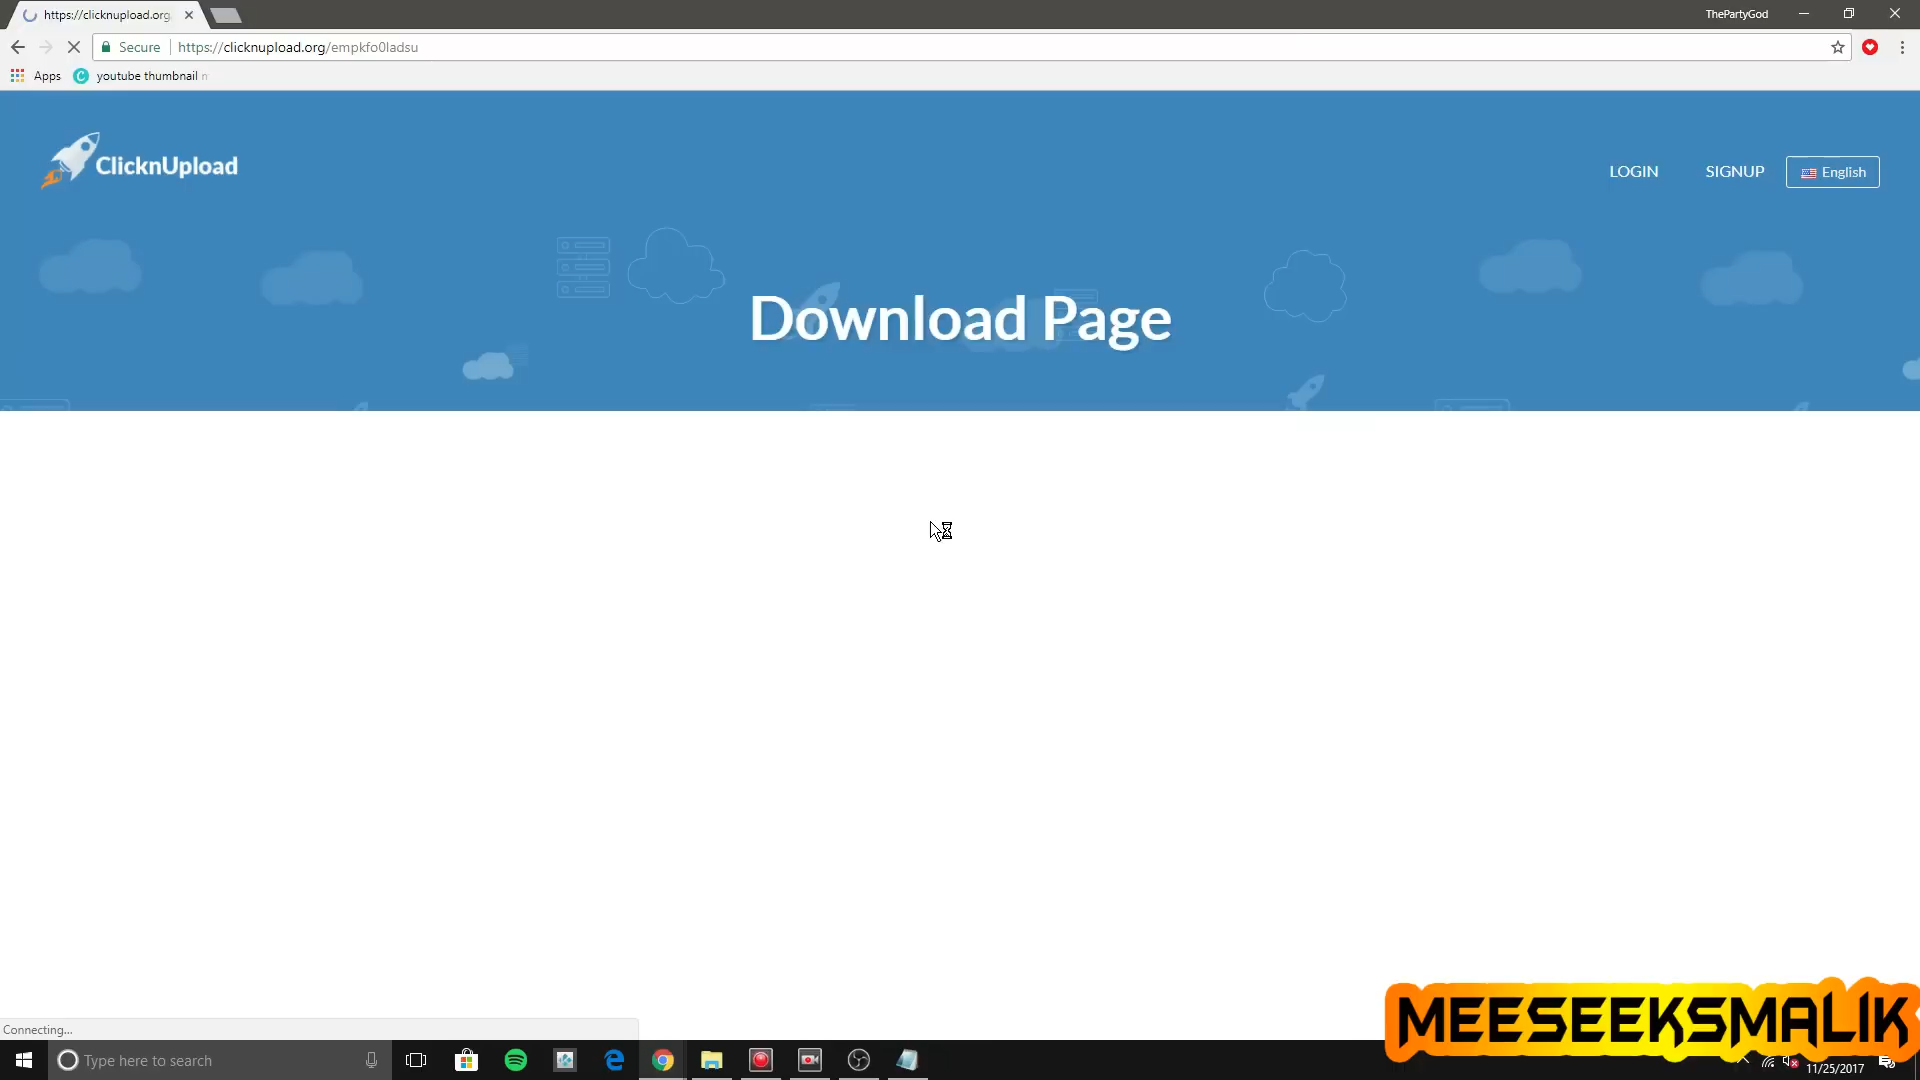 https://clicknupload.org
ThePartyGod
Secure
https://clicknupload.org/empkfo0ladsu
Apps
youtube thumbnail
ClicknUpload
LOGIN
SIGNUP
English
Download Page
Connecting...
MEESEEKSMALIK
Type here to search
11/25/2017